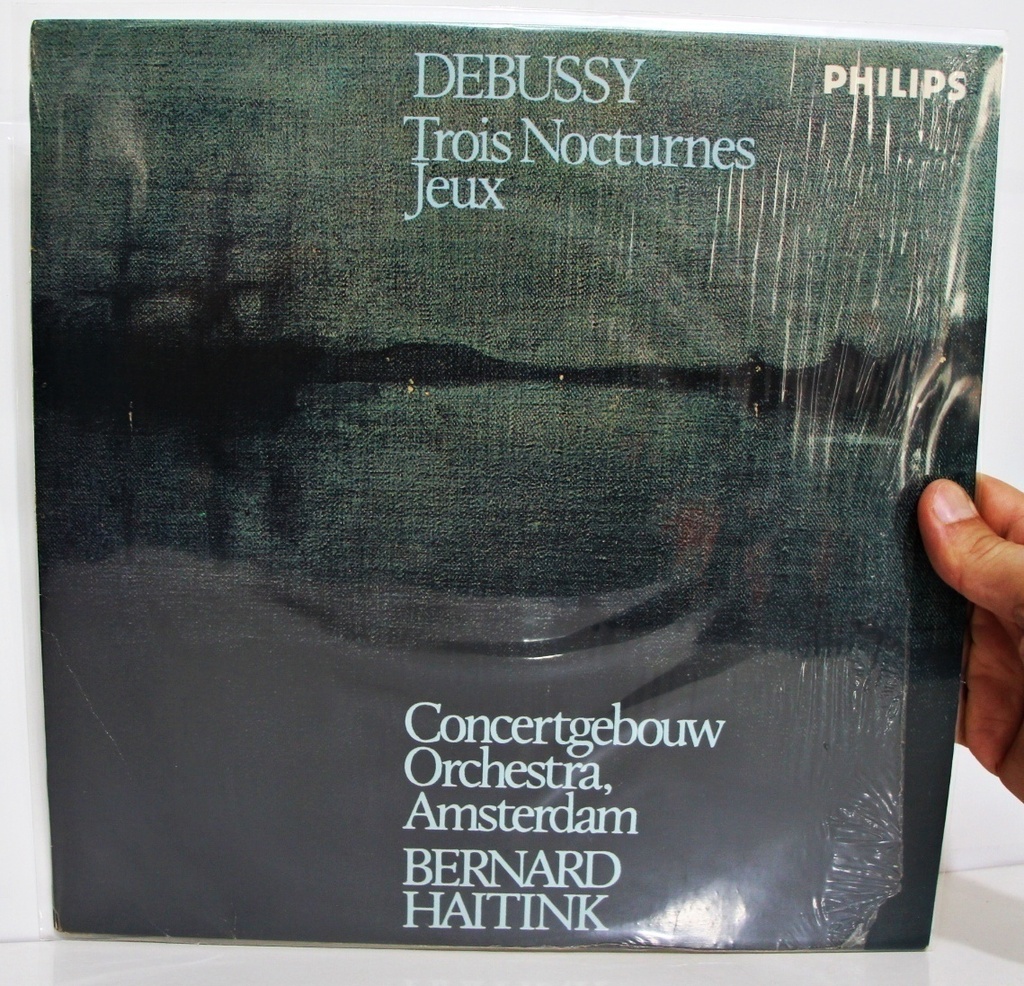 DEBUSSY
PHILIPS
Trois Nocturnes
Jeux
Concertgebouw
Orchestra,
Amsterdam
BERNARD
HAITINK